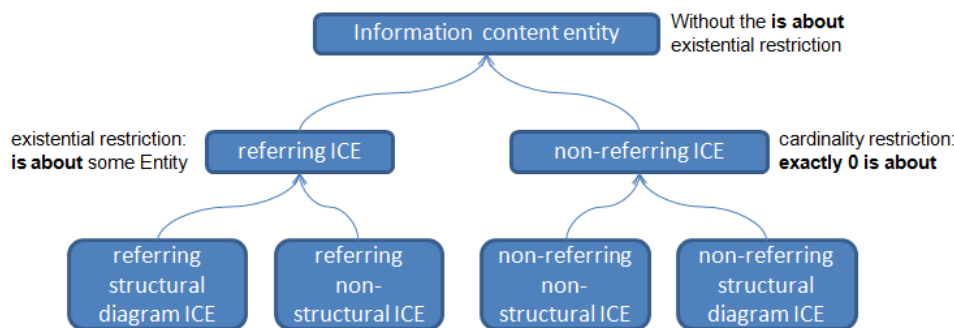 Information content entity
Without the is about
existential restriction
existential restriction:
is about some Entity
referring ICE
non-referring ICE
cardinality restriction:
exactly 0 is about
referring
structural
diagram ICE
referring
non-
structural ICE
non-referring
non-
structural ICE
non-referring
structural
diagram ICE